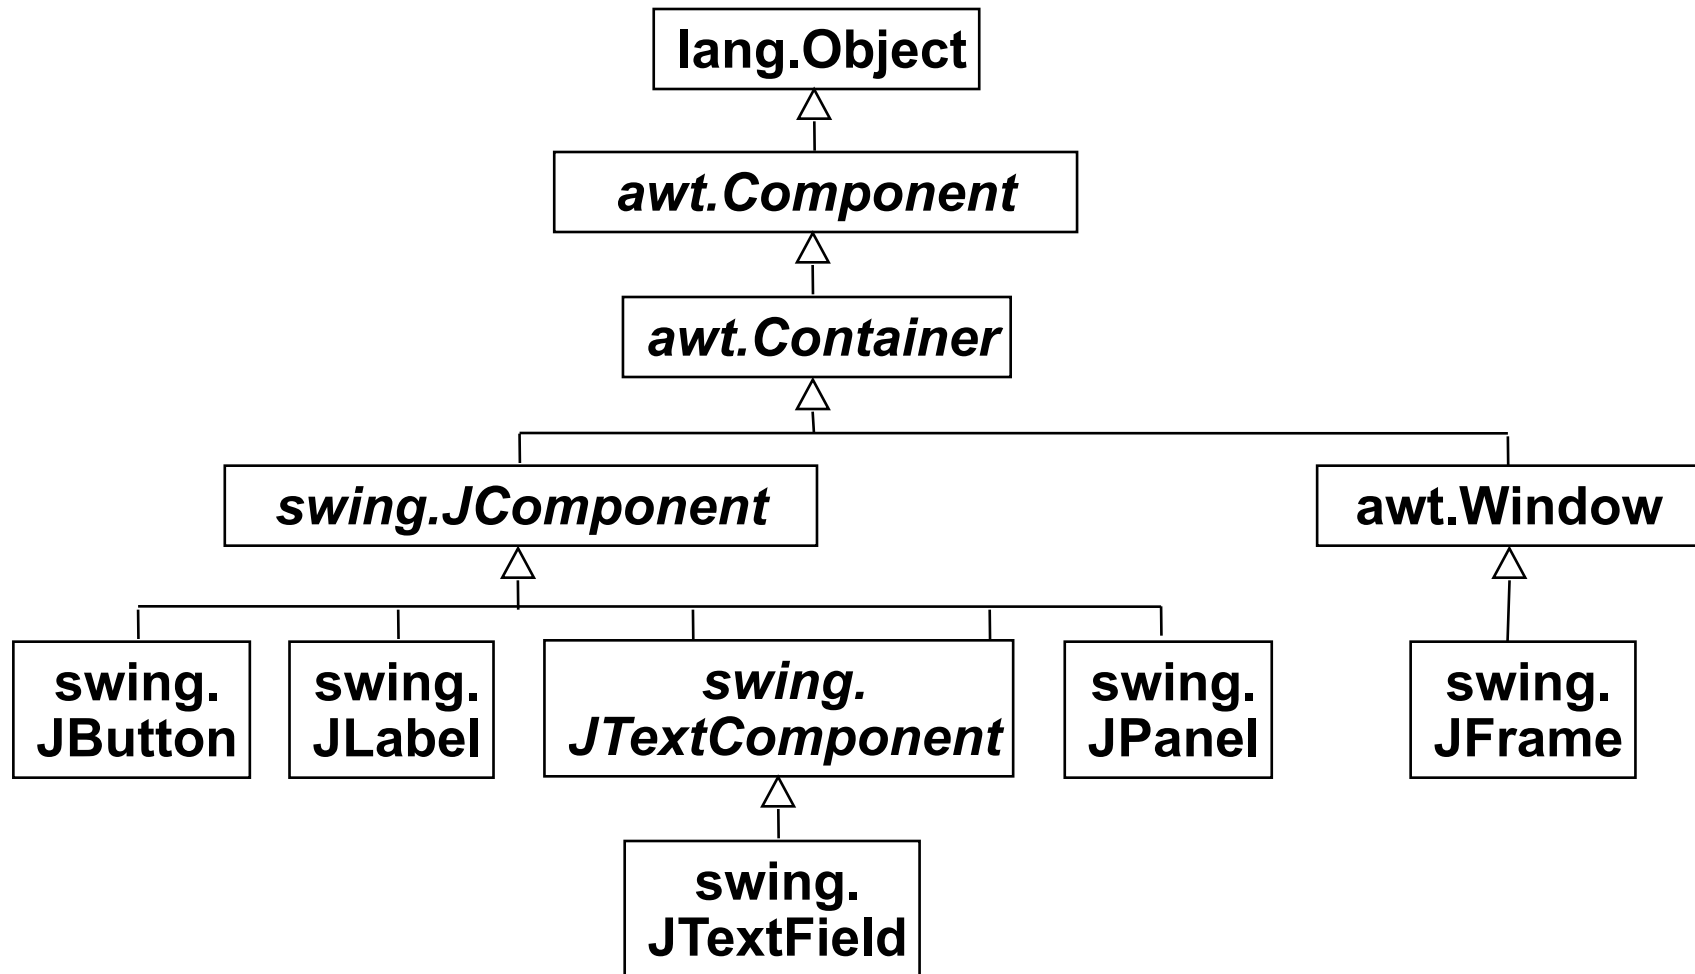 lang.Object
awt.Component
awt.Container
swing.JComponent
awt.Window
swing.
JButton
swing.
JLabel
swing.
JTextComponent
swing.
JPanel
swing.
JFrame
swing.
JTextField